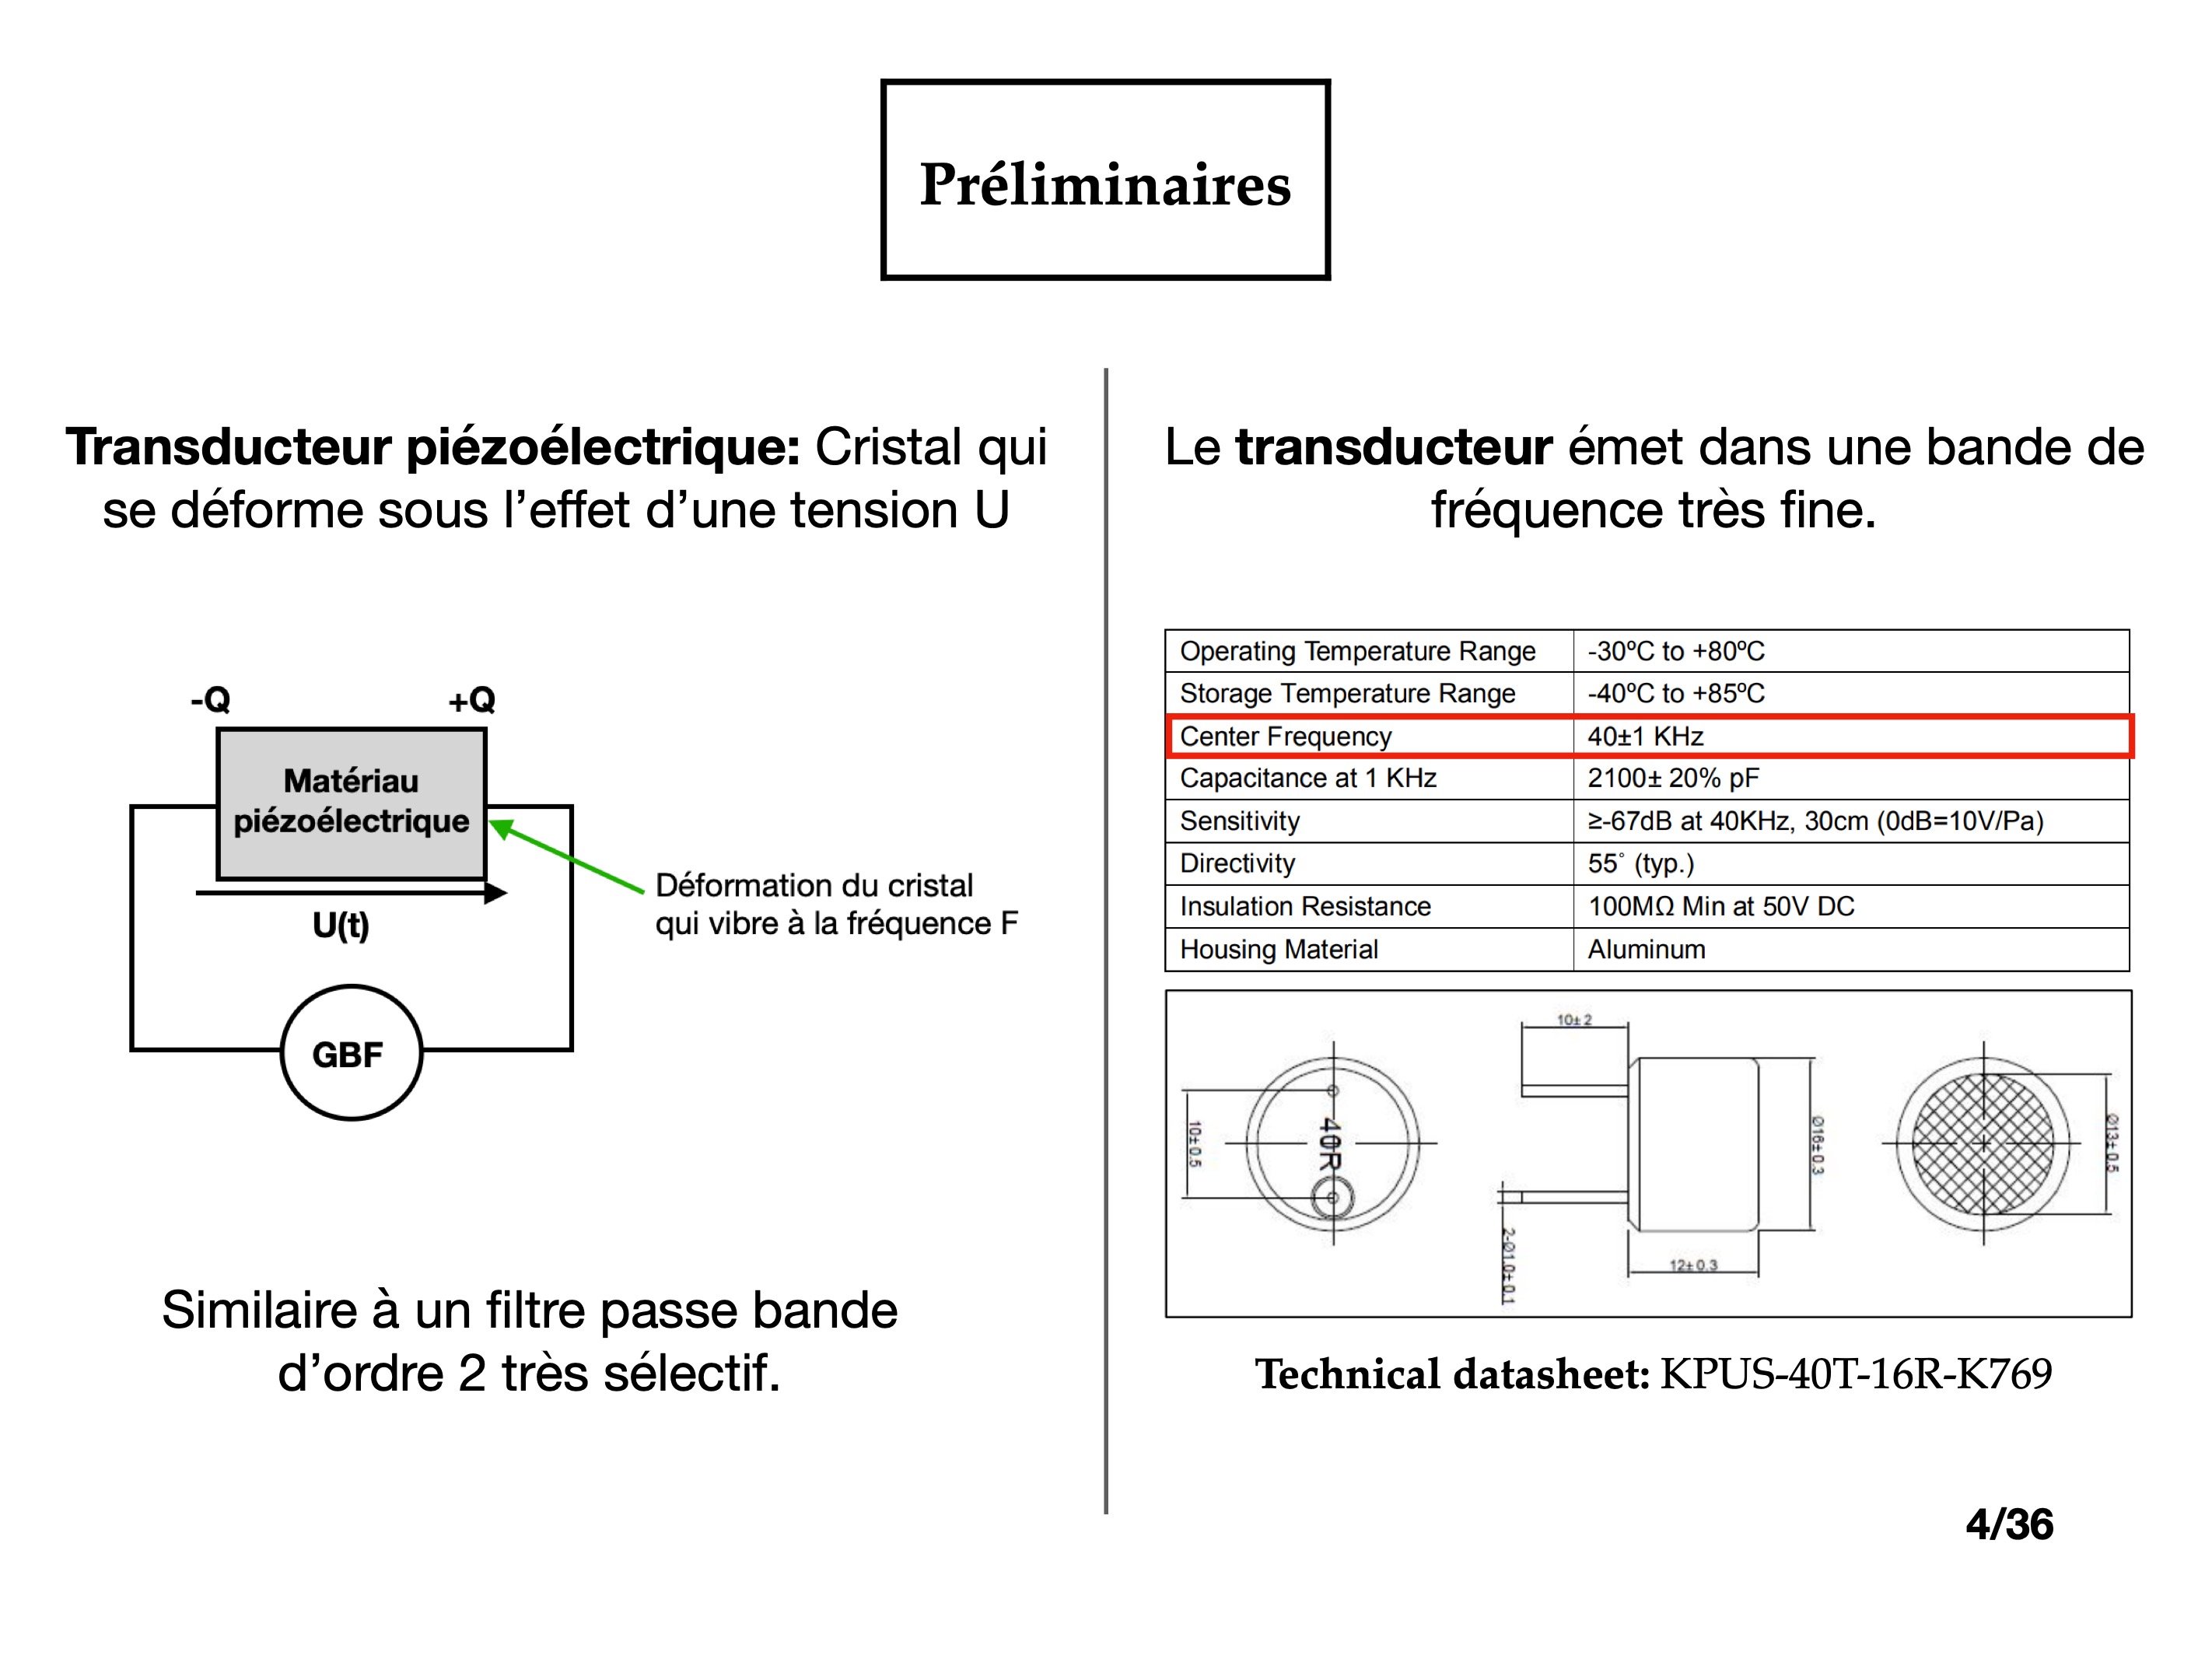 Préliminaires
Transducteur piézoélectrique: Cristal qui
se déforme sous l'effet d'une tension U
-Q
+Q
Matériau
piézoélectrique
U(t)
GBF
Déformation du cristal
qui vibre à la fréquence F
Similaire à un filtre passe bande
d'ordre 2 très sélectif.
Le transducteur émet dans une bande de
fréquence très fine.
Operating Temperature Range -30ºC to +80ºC
Storage Temperature Range -40ºC to +85ºC
Center Frequency 40±1 KHz
Capacitance at 1 KHz 2100± 20% pF
Sensitivity ≥-67dB at 40KHz, 30cm (0dB=10V/Pa)
Directivity 55° (typ.)
Insulation Resistance 100MΩ Min at 50V DC
Housing Material Aluminum
10±0.5
40R
10±2
2-Ø1.0±0.1
12±0.3
Ø16±0.3
Ø13±0.5
Technical datasheet: KPUS-40T-16R-K769
4/36